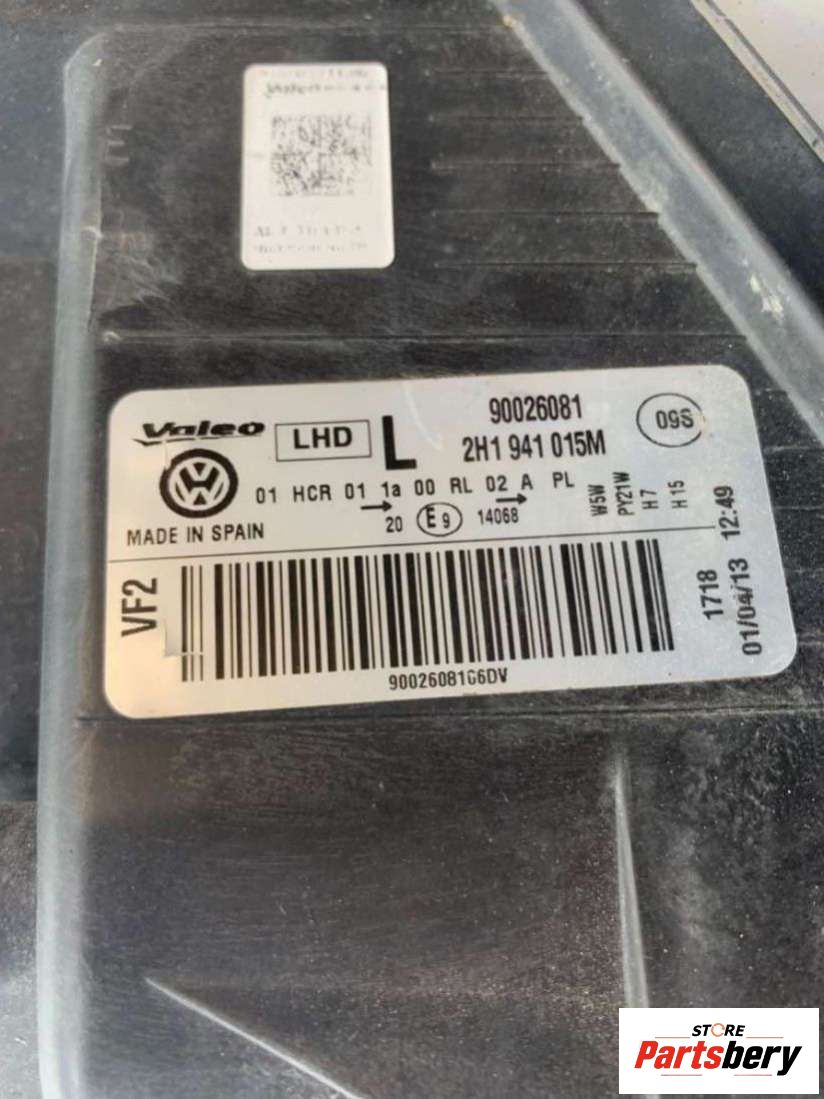 Valeo
Valeo LHD L 90026081 09S
2H1 941 015M
01 HCR 01 1a 00 RL 02 A PL
20 E9 14068
MADE IN SPAIN
W5W
PY21W
H7
H15
VF2
1718
01/04/13 12:49
STORE
Partsbery